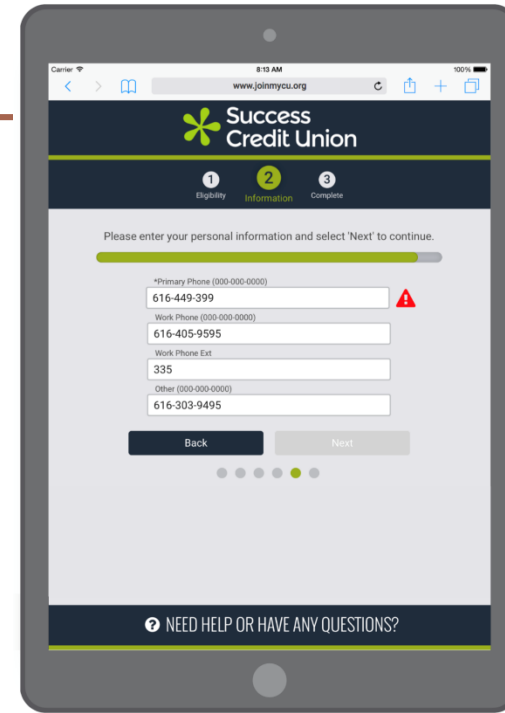 Carrier 8:13 AM 100%
www.joinmycu.org
Success
Credit Union
1 2 3
Eligibility Information Complete
Please enter your personal information and select 'Next' to continue.
*Primary Phone (000-000-0000)
616-449-399
Work Phone (000-000-0000)
616-405-9595
Work Phone Ext
335
Other (000-000-0000)
616-303-9495
Back Next
? NEED HELP OR HAVE ANY QUESTIONS?